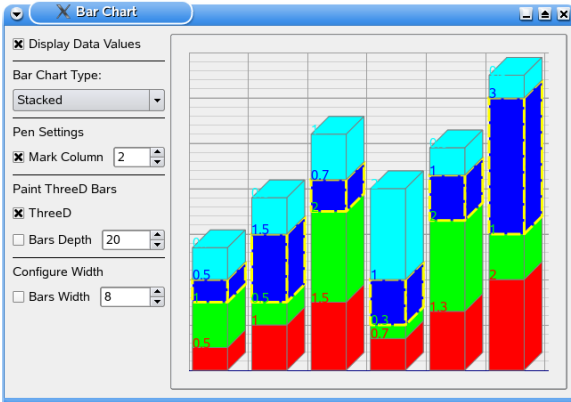 Bar Chart
Display Data Values
Bar Chart Type:
Stacked
Pen Settings
Mark Column 2
Paint ThreeD Bars
ThreeD
Bars Depth 20
Configure Width
Bars Width 8
0.5
1
0.5
1.5
0.5
1
0.7
2
1.5
1
0.3
0.7
1.3
3
1
2